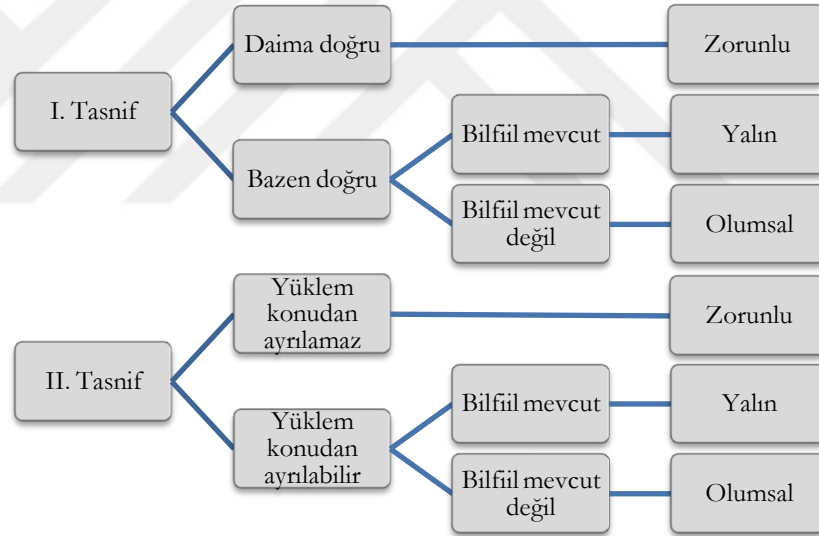 I. Tasnif
Daima doğru
Zorunlu
Bazen doğru
Bilfiil mevcut
Yalın
Bilfiil mevcut
değil
Olumsal
II. Tasnif
Yüklem
konudan
ayrılamaz
Zorunlu
Yüklem
konudan
ayrılabilir
Bilfiil mevcut
Yalın
Bilfiil mevcut
değil
Olumsal